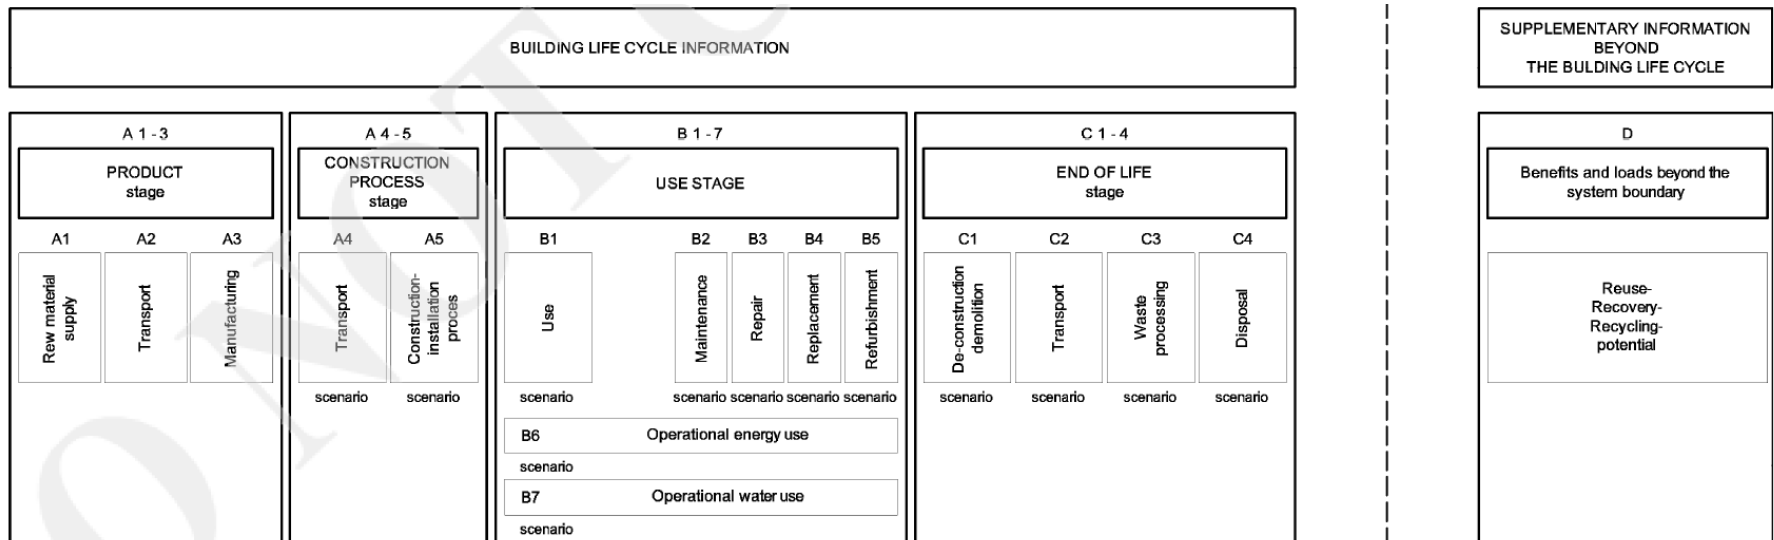 BUILDING LIFE CYCLE INFORMATION
SUPPLEMENTARY INFORMATION
BEYOND
THE BULDING LIFE CYCLE
A 1 - 3
PRODUCT
stage
A1
A2
A3
Rew material
supply
Transport
Manufacturing
A 4 - 5
CONSTRUCTION
PROCESS
stage
A4
A5
Transport
Construction-
installation
proces
scenario
scenario
B 1 - 7
USE STAGE
B1
B2
B3
B4
B5
Use
Maintenance
Repair
Replacement
Refurbishment
scenario
scenario
scenario
scenario
scenario
B6
Operational energy use
scenario
B7
Operational water use
scenario
C 1 - 4
END OF LIFE
stage
C1
C2
C3
C4
De-construction
demolition
Transport
Waste
processing
Disposal
scenario
scenario
scenario
scenario
D
Benefits and loads beyond the
system boundary
Reuse-
Recovery-
Recycling-
potential